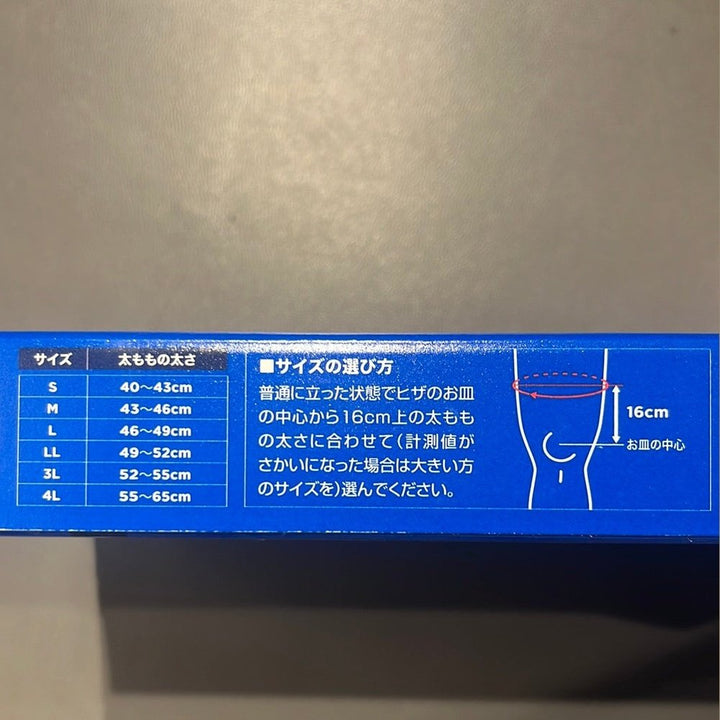 サイズ 太ももの太さ
S 40〜43cm
M 43〜46cm
L 46〜49cm
LL 49〜52cm
3L 52〜55cm
4L 55〜65cm
■サイズの選び方
普通に立った状態でヒザのお皿
の中心から16cm上の太もも
の太さに合わせて(計測値が
さかいになった場合は大きい方
のサイズを)選んでください。
16cm
お皿の中心